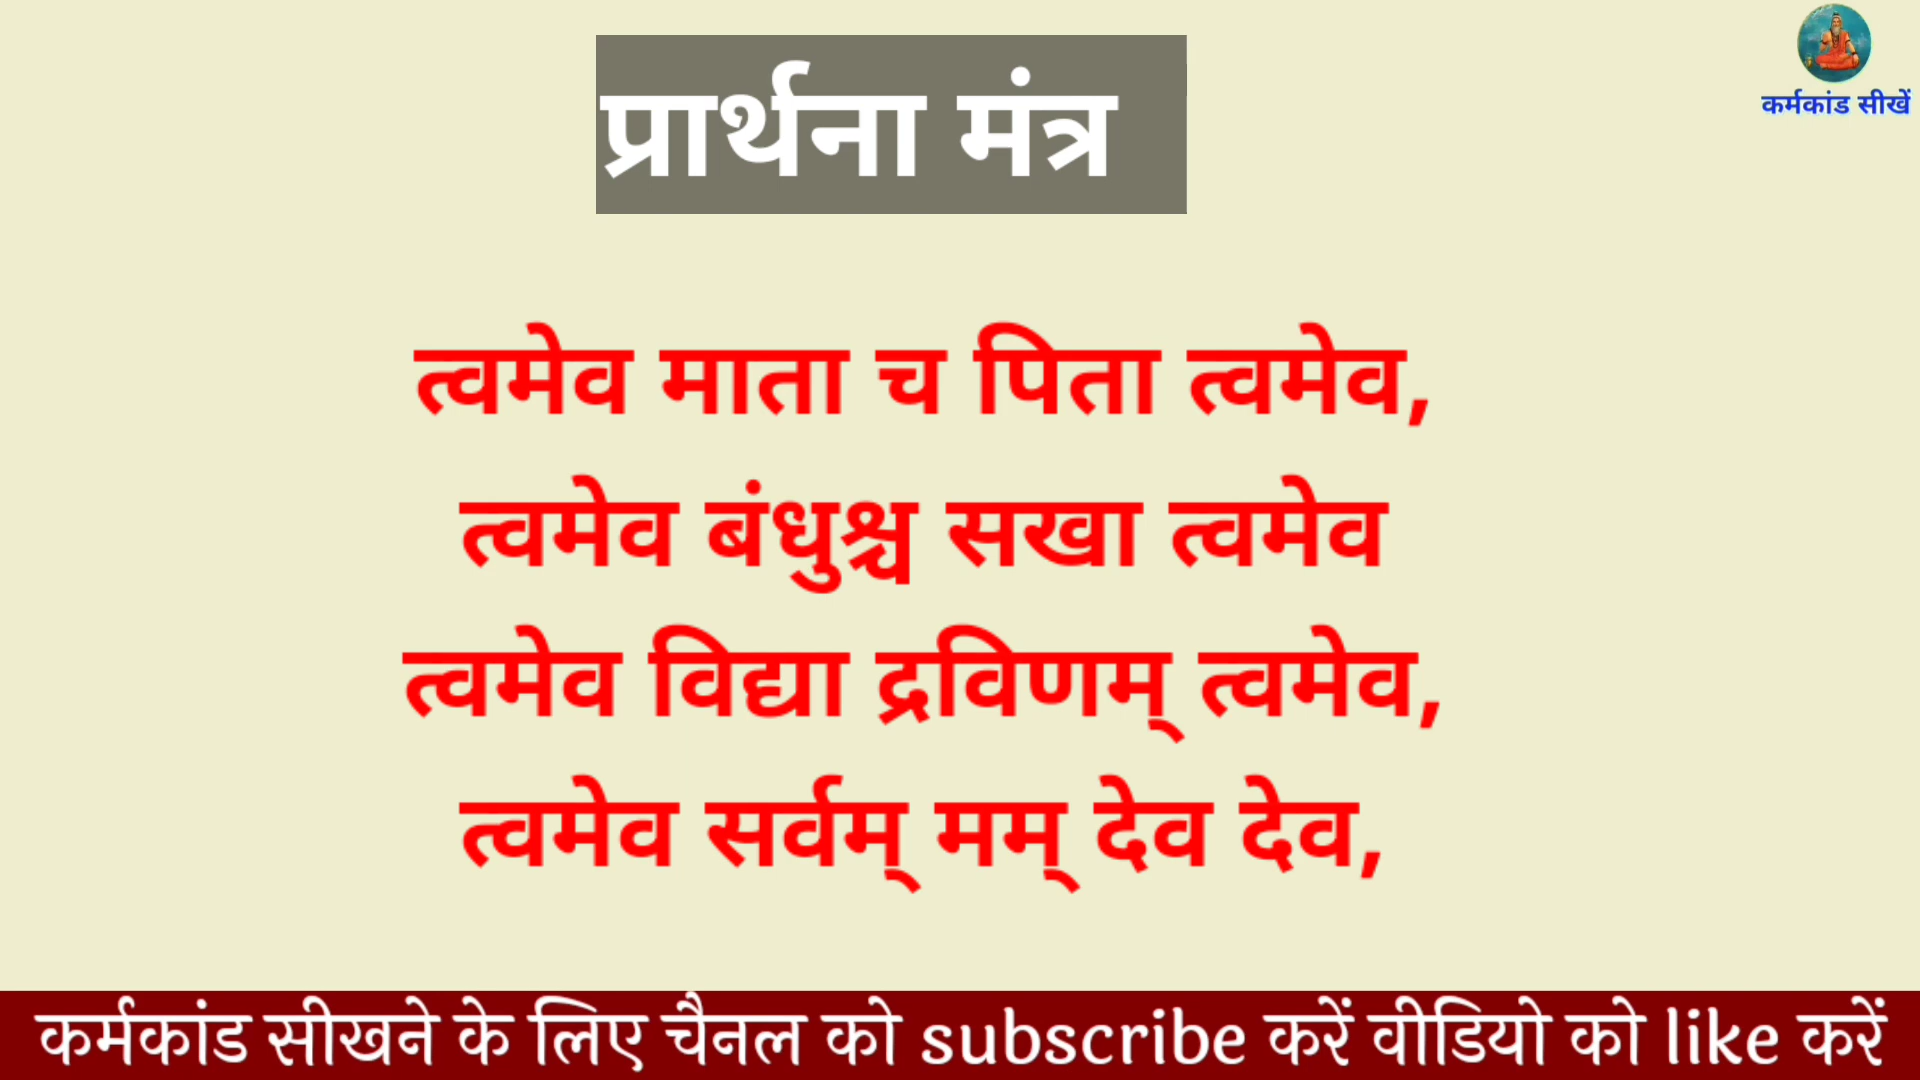 प्रार्थना मंत्र
कर्मकांड सीखें
त्वमेव माता च पिता त्वमेव,
त्वमेव बंधुश्च सखा त्वमेव
त्वमेव विद्या द्रविणम् त्वमेव,
त्वमेव सर्वम् मम् देव देव,
कर्मकांड सीखने के लिए चैनल को subscribe करें वीडियो को like करें